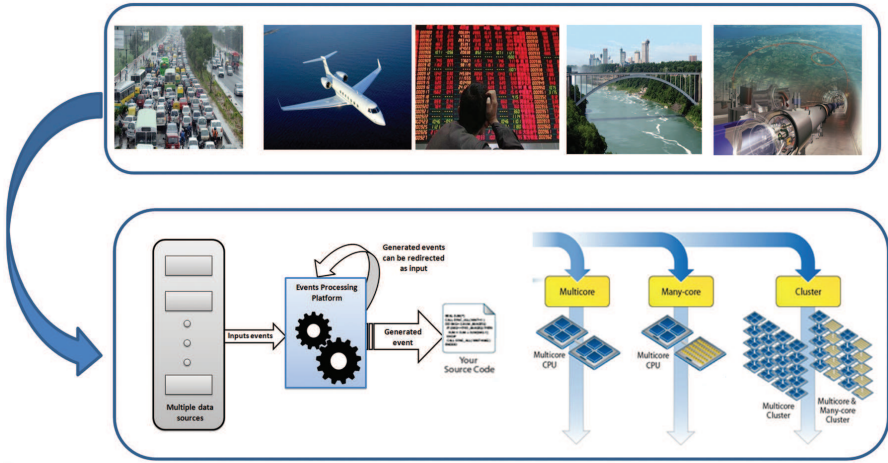 Generated events
can be redirected
as input
Events Processing
Platform
Inputs events
Generated
event
Your
Source Code
Multiple data
sources
Multicore
Many-core
Cluster
Multicore
CPU
Multicore
CPU
Multicore
Cluster
Multicore &
Many-core
Cluster